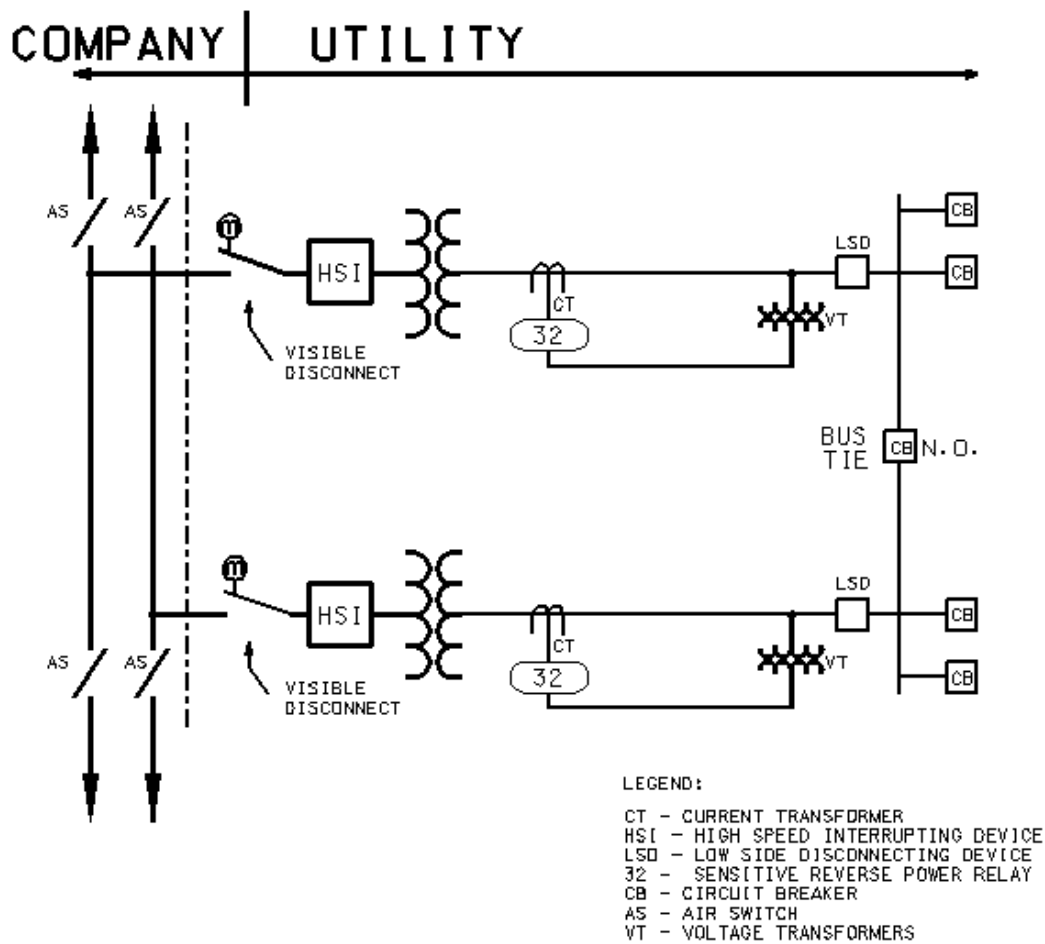 COMPANY UTILITY
AS
AS
m
HSI
VISIBLE
DISCONNECT
CT
32
VT
LSD
CB
CB
BUS
TIE
CB
N.O.
m
HSI
VISIBLE
DISCONNECT
AS
AS
CT
32
VT
LSD
CB
CB
LEGEND:
CT - CURRENT TRANSFORMER
HSI - HIGH SPEED INTERRUPTING DEVICE
LSD - LOW SIDE DISCONNECTING DEVICE
32 - SENSITIVE REVERSE POWER RELAY
CB - CIRCUIT BREAKER
AS - AIR SWITCH
VT - VOLTAGE TRANSFORMERS